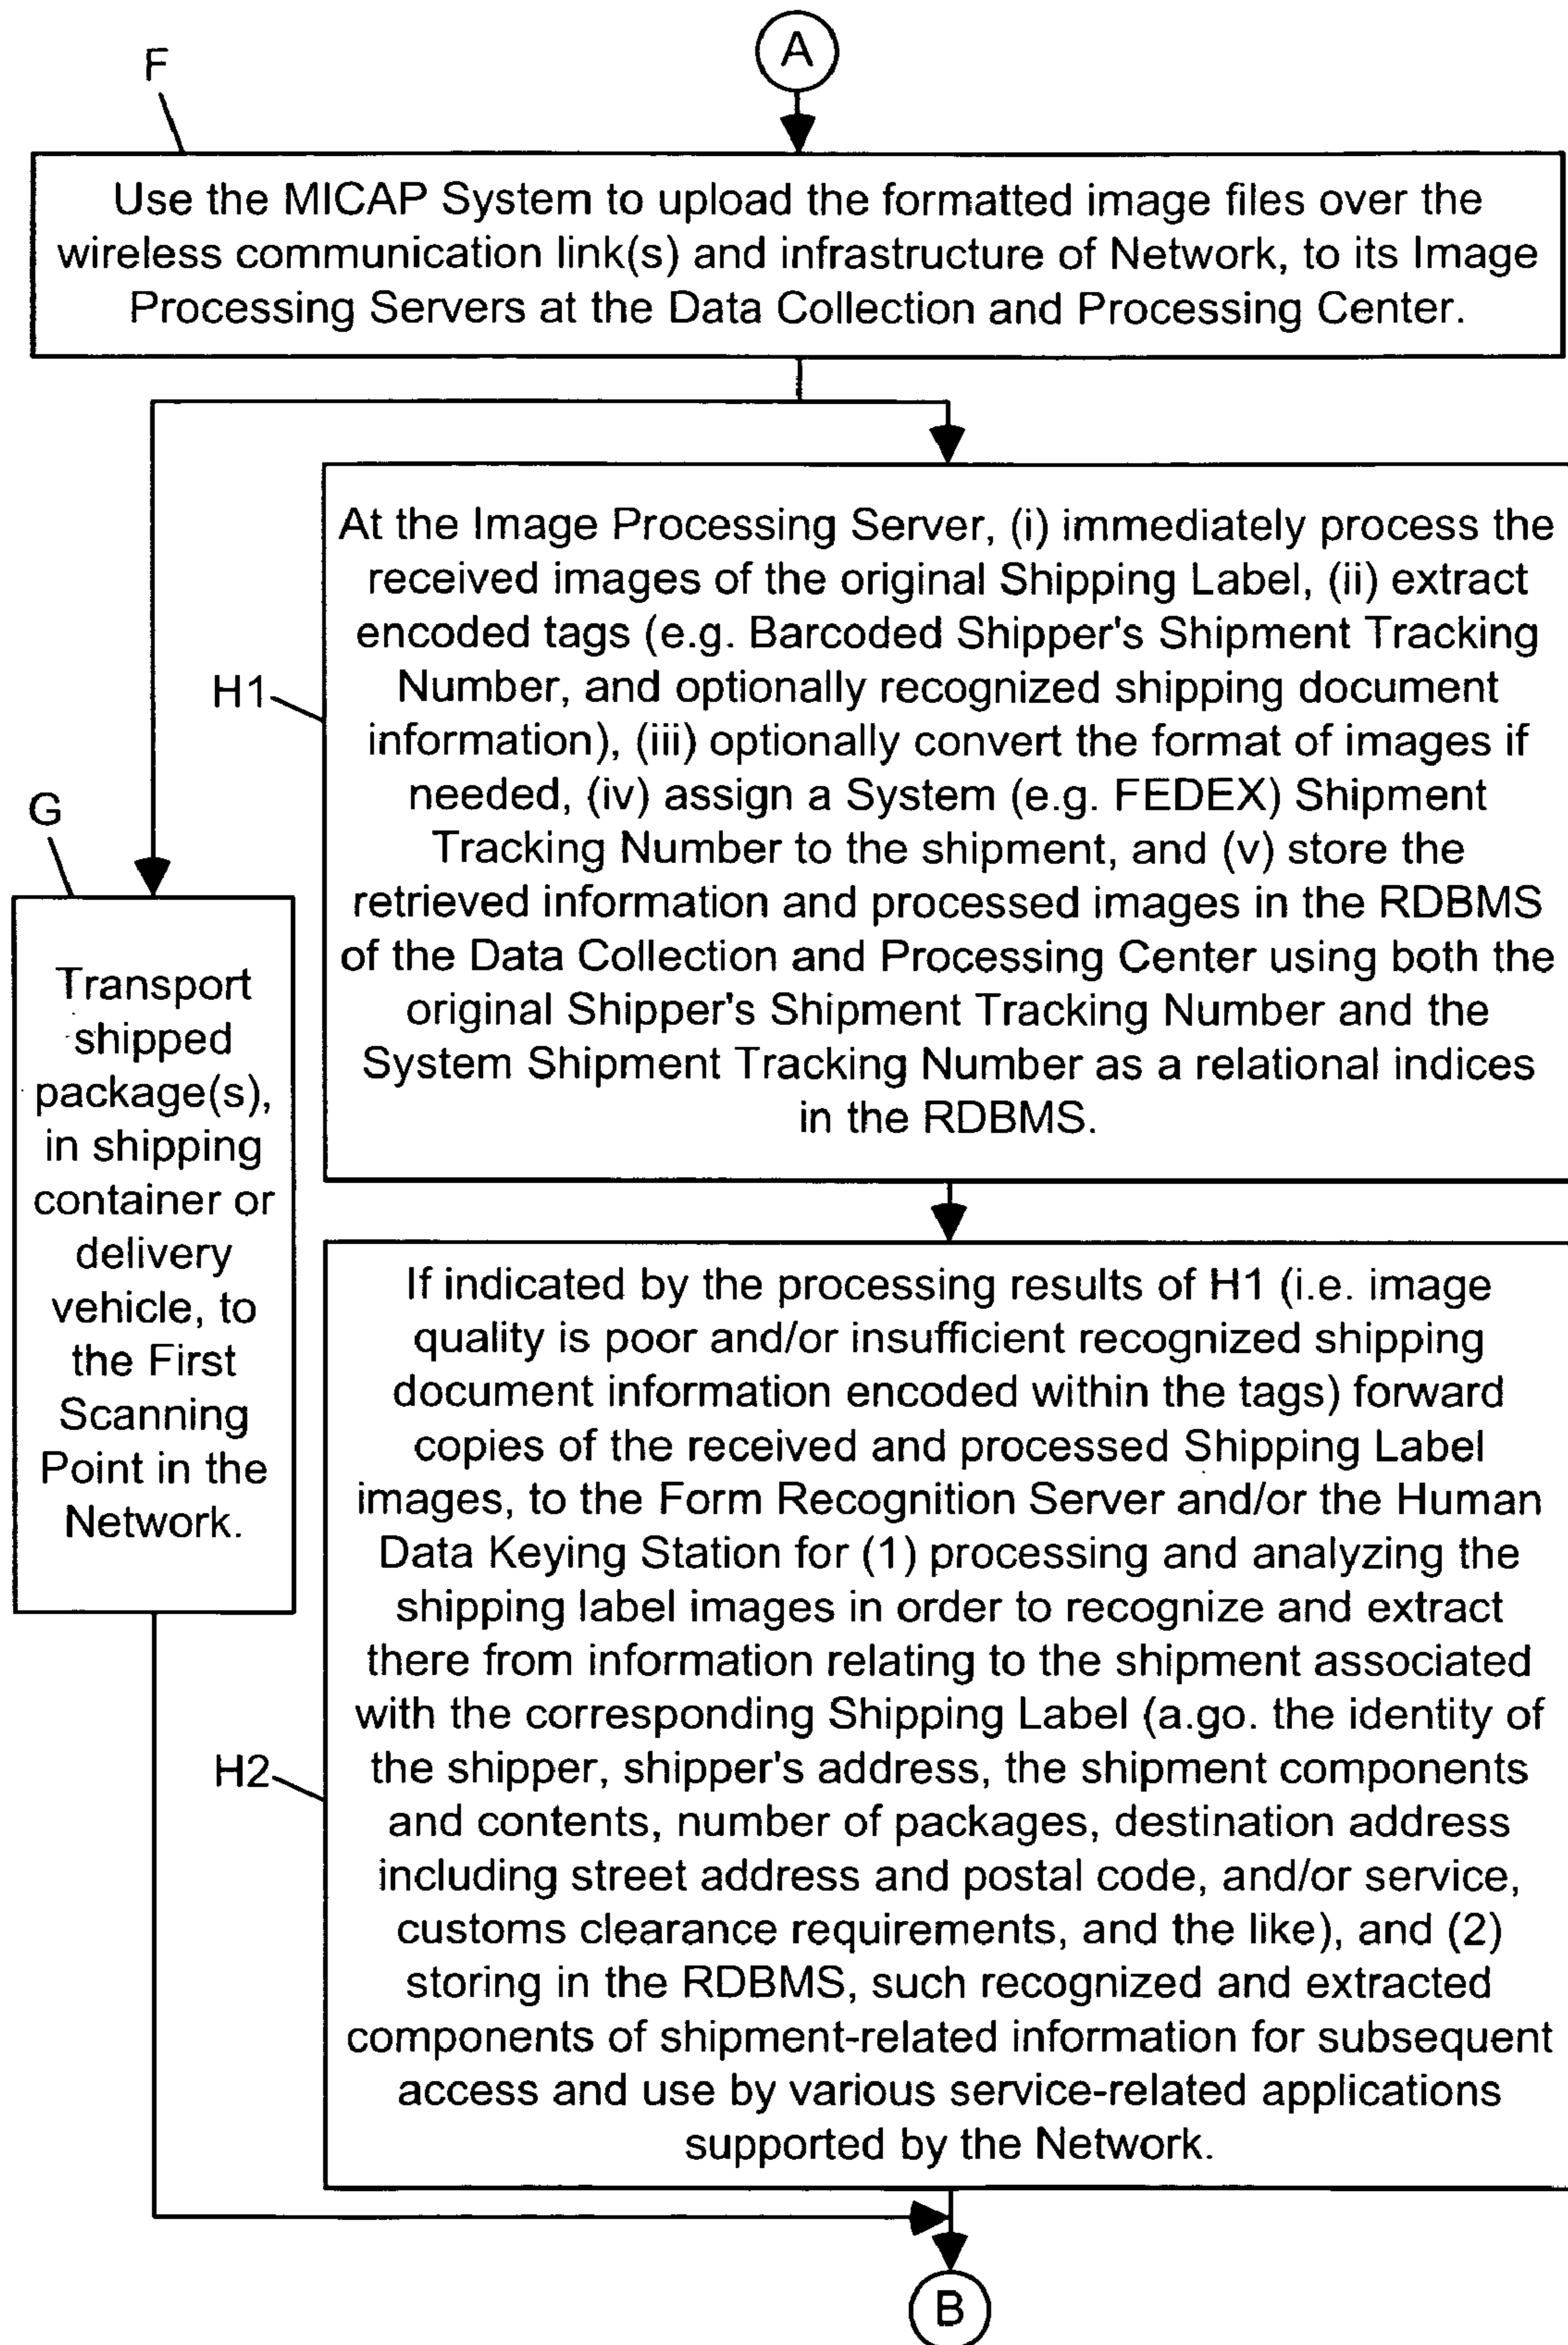 A
F
Use the MICAP System to upload the formatted image files over the
wireless communication link(s) and infrastructure of Network, to its Image
Processing Servers at the Data Collection and Processing Center.
H1
At the Image Processing Server, (i) immediately process the
received images of the original Shipping Label, (ii) extract
encoded tags (e.g. Barcoded Shipper's Shipment Tracking
Number, and optionally recognized shipping document
information), (iii) optionally convert the format of images if
needed, (iv) assign a System (e.g. FEDEX) Shipment
Tracking Number to the shipment, and (v) store the
retrieved information and processed images in the RDBMS
of the Data Collection and Processing Center using both the
original Shipper's Shipment Tracking Number and the
System Shipment Tracking Number as a relational indices
in the RDBMS.
G
Transport
shipped
package(s),
in shipping
container or
delivery
vehicle, to
the First
Scanning
Point in the
Network.
H2
If indicated by the processing results of H1 (i.e. image
quality is poor and/or insufficient recognized shipping
document information encoded within the tags) forward
copies of the received and processed Shipping Label
images, to the Form Recognition Server and/or the Human
Data Keying Station for (1) processing and analyzing the
shipping label images in order to recognize and extract
there from information relating to the shipment associated
with the corresponding Shipping Label (a.go. the identity of
the shipper, shipper's address, the shipment components
and contents, number of packages, destination address
including street address and postal code, and/or service,
customs clearance requirements, and the like), and (2)
storing in the RDBMS, such recognized and extracted
components of shipment-related information for subsequent
access and use by various service-related applications
supported by the Network.
B